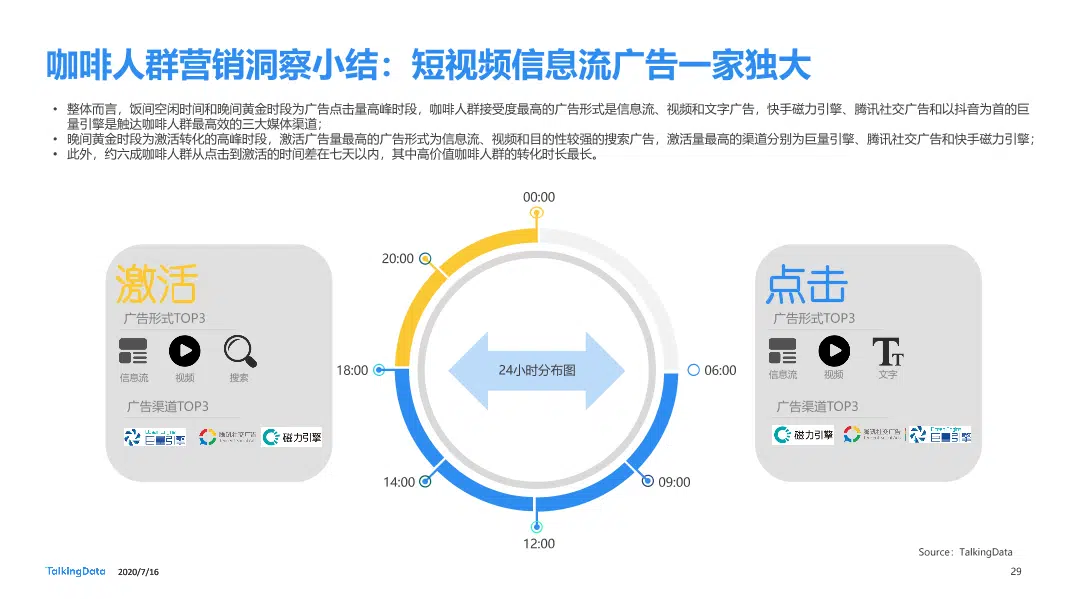 咖啡人群营销洞察小结：短视频信息流广告一家独大
• 整体而言，饭间空闲时间和晚间黄金时段为广告点击量高峰时段，咖啡人群接受度最高的广告形式是信息流、视频和文字广告，快手磁力引擎、腾讯社交广告和以抖音为首的巨
量引擎是触达咖啡人群最高效的三大媒体渠道；
• 晚间黄金时段为激活转化的高峰时段，激活广告量最高的广告形式为信息流、视频和目的性较强的搜索广告，激活量最高的渠道分别为巨量引擎、腾讯社交广告和快手磁力引擎；
• 此外，约六成咖啡人群从点击到激活的时间差在七天以内，其中高价值咖啡人群的转化时长最长。
00:00
20:00
18:00
14:00
12:00
09:00
06:00
24小时分布图
激活
广告形式TOP3
信息流 视频 搜索
广告渠道TOP3
巨量引擎 腾讯社交广告 磁力引擎
点击
广告形式TOP3
信息流 视频 文字
广告渠道TOP3
磁力引擎 腾讯社交广告 巨量引擎
Source：TalkingData
TalkingData 2020/7/16
29